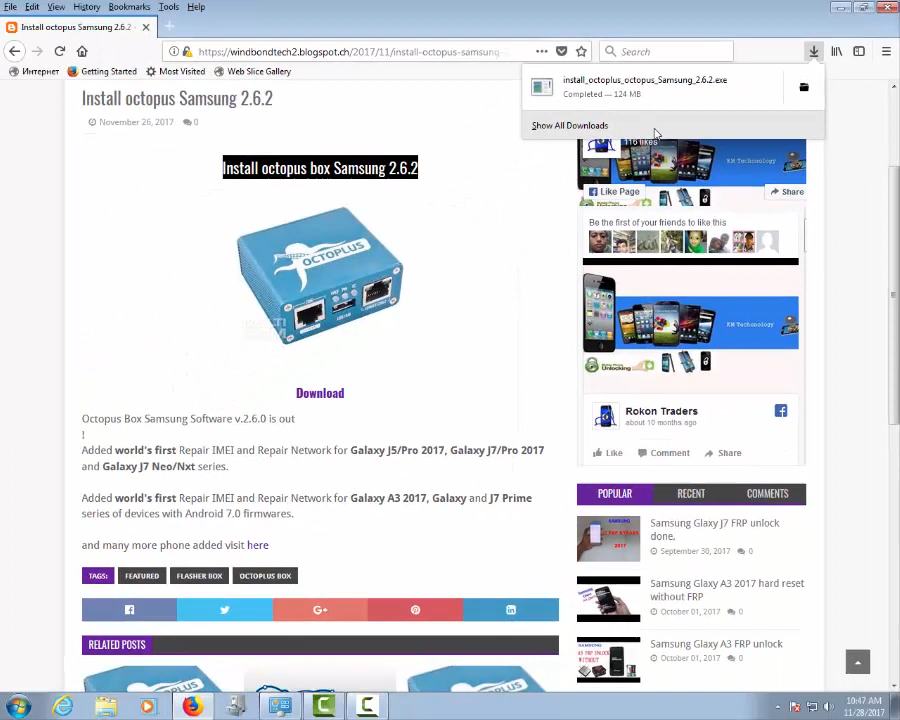 File Edit View History Bookmarks Tools Help
Install octopus Samsung 2.6.2 -
https://windbondtech2.blogspot.ch/2017/11/install-octopus-samsung-
Search
Интернет Getting Started Most Visited Web Slice Gallery
install_octoplus_octopus_Samsung_2.6.2.exe
Completed — 124 MB
Show All Downloads
Install octopus Samsung 2.6.2
November 26, 2017 0
Install octopus box Samsung 2.6.2
OCTOPLUS
Download
Octopus Box Samsung Software v.2.6.0 is out
!
Added world's first Repair IMEI and Repair Network for Galaxy J5/Pro 2017, Galaxy J7/Pro 2017
and Galaxy J7 Neo/Nxt series.
Added world's first Repair IMEI and Repair Network for Galaxy A3 2017, Galaxy and J7 Prime
series of devices with Android 7.0 firmwares.
and many more phone added visit here
TAGS: FEATURED FLASHER BOX OCTOPLUS BOX
RELATED POSTS
116 likes
KM Techonology
Like Page
Share
Be the first of your friends to like this
KM Techonology
Rokon Traders
about 10 months ago
Like Comment Share
POPULAR RECENT COMMENTS
Samsung Glaxy J7 FRP unlock
done,
September 30, 2017 0
Samsung Glaxy A3 2017 hard reset
without FRP
October 01, 2017 0
Samsung Glaxy A3 FRP unlock
October 01, 2017 0
10:47 AM
11/28/2017